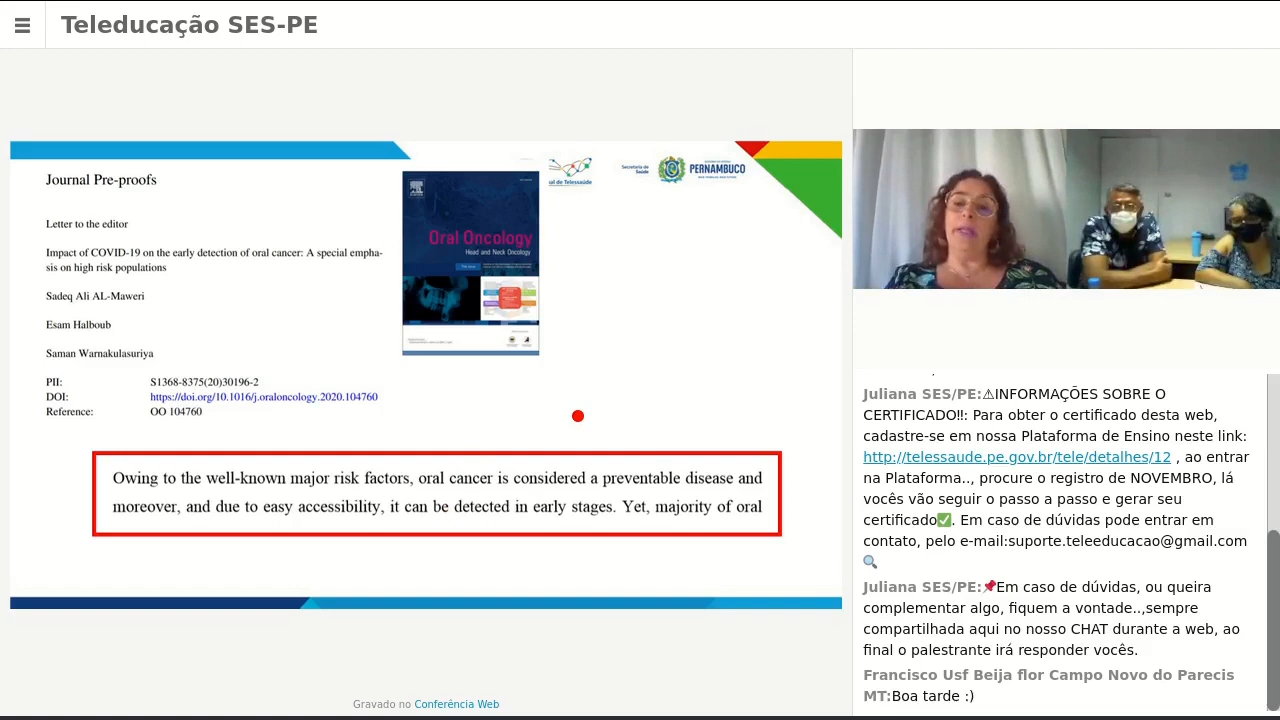 Teleducação SES-PE
Journal Pre-proofs
Letter to the editor
Impact of COVID-19 on the early detection of oral cancer: A special empha-
sis on high risk populations
Sadeq Ali AL-Maweri
Esam Halboub
Saman Warnakulasuriya
PII: S1368-8375(20)30196-2
DOI: https://doi.org/10.1016/j.oraloncology.2020.104760
Reference: OO 104760
Oral Oncology
Head and Neck Oncology
al de Telessaúde
Secretaria de
Saúde
PERNAMBUCO
Owing to the well-known major risk factors, oral cancer is considered a preventable disease and
moreover, and due to easy accessibility, it can be detected in early stages. Yet, majority of oral
Gravado no Conferência Web
Juliana SES/PE:⚠INFORMAÇÕES SOBRE O
CERTIFICADO‼: Para obter o certificado desta web,
cadastre-se em nossa Plataforma de Ensino neste link:
http://telessaude.pe.gov.br/tele/detalhes/12 , ao entrar
na Plataforma.., procure o registro de NOVEMBRO, lá
vocês vão seguir o passo a passo e gerar seu
certificado✅. Em caso de dúvidas pode entrar em
contato, pelo e-mail:suporte.teleeducacao@gmail.com
🔍
Juliana SES/PE:📌Em caso de dúvidas, ou queira
complementar algo, fiquem a vontade..,sempre
compartilhada aqui no nosso CHAT durante a web, ao
final o palestrante irá responder vocês.
Francisco Usf Beija flor Campo Novo do Parecis
MT:Boa tarde :)